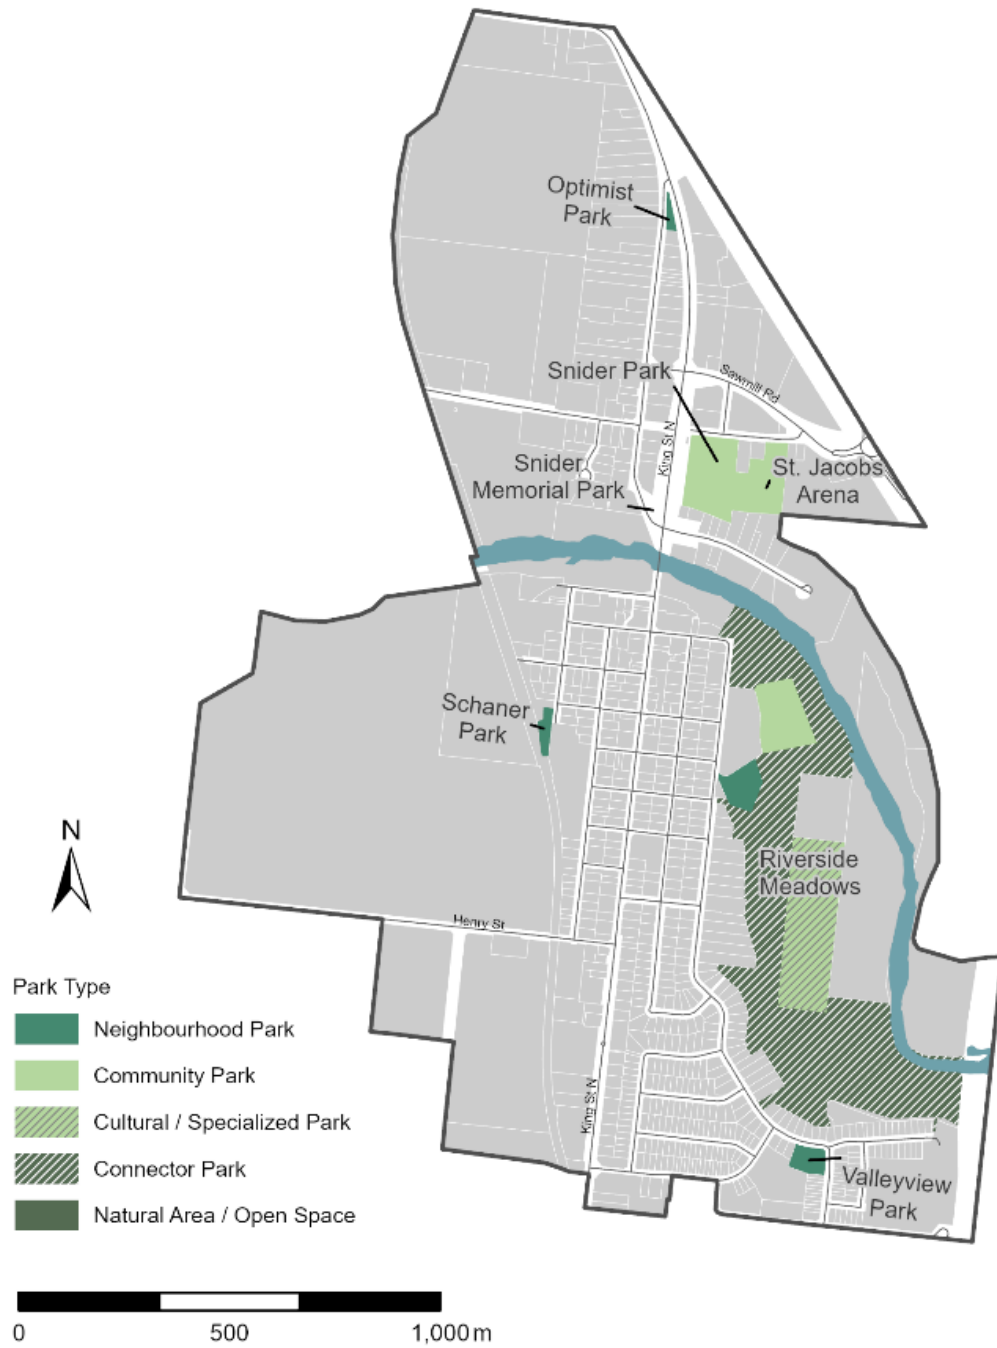 Optimist
Park
Snider Park
Sawmill Rd
King St N
Snider
Memorial Park
St. Jacobs
Arena
Schaner
Park
Riverside
Meadows
N
Henry St
Park Type
Neighbourhood Park
Community Park
Cultural / Specialized Park
Connector Park
Natural Area / Open Space
King St N
Valleyview
Park
0 500 1,000 m